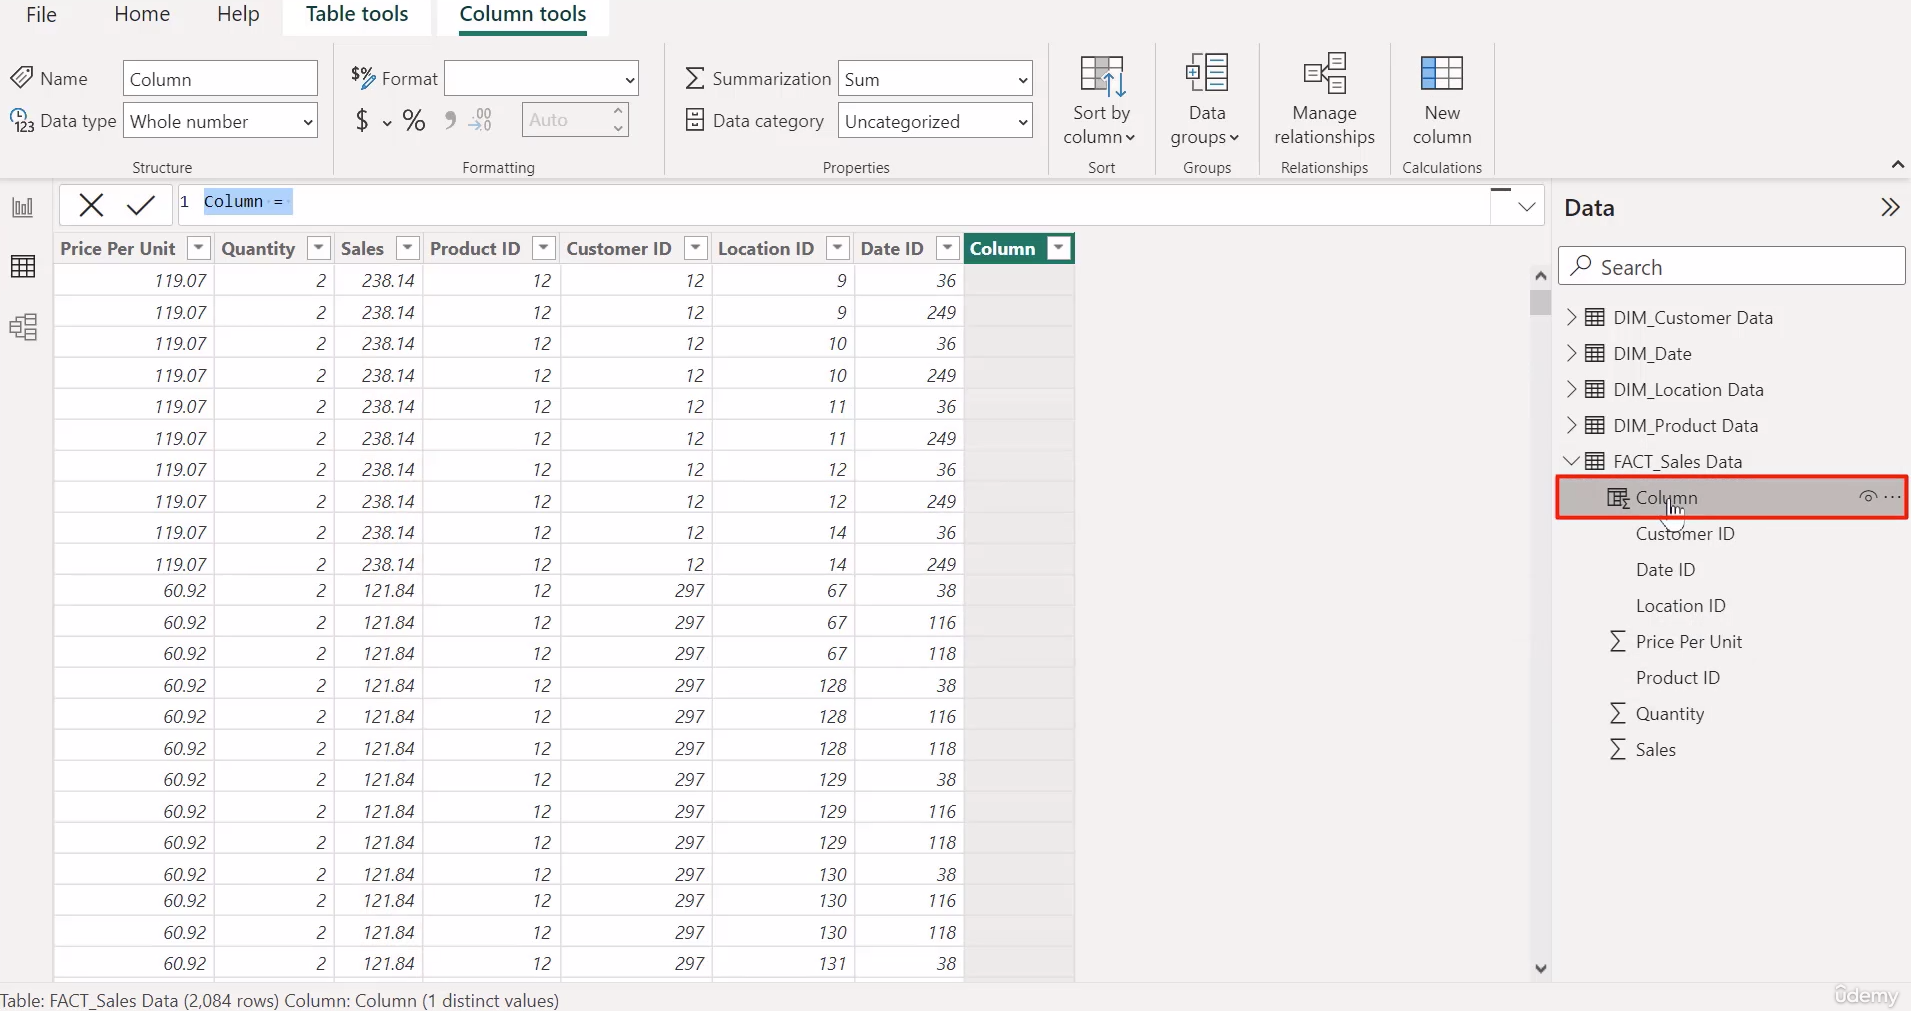 File Home Help Table tools Column tools
Name Column
Data type Whole number
Structure
$% Format
$ % , .00 Auto
Formatting
Summarization Sum
Data category Uncategorized
Properties
Sort by column
Sort
Data groups
Groups
Manage relationships
Relationships
New column
Calculations
1 Column =
Price Per Unit Quantity Sales Product ID Customer ID Location ID Date ID Column
119.07 2 238.14 12 12 9 36
119.07 2 238.14 12 12 9 249
119.07 2 238.14 12 12 10 36
119.07 2 238.14 12 12 10 249
119.07 2 238.14 12 12 11 36
119.07 2 238.14 12 12 11 249
119.07 2 238.14 12 12 12 36
119.07 2 238.14 12 12 12 249
119.07 2 238.14 12 12 14 36
119.07 2 238.14 12 12 14 249
60.92 2 121.84 12 297 67 38
60.92 2 121.84 12 297 67 116
60.92 2 121.84 12 297 67 118
60.92 2 121.84 12 297 128 38
60.92 2 121.84 12 297 128 116
60.92 2 121.84 12 297 128 118
60.92 2 121.84 12 297 129 38
60.92 2 121.84 12 297 129 116
60.92 2 121.84 12 297 129 118
60.92 2 121.84 12 297 130 38
60.92 2 121.84 12 297 130 116
60.92 2 121.84 12 297 130 118
60.92 2 121.84 12 297 131 38
Data
Search
DIM_Customer Data
DIM_Date
DIM_Location Data
DIM_Product Data
FACT_Sales Data
Column
Customer ID
Date ID
Location ID
Price Per Unit
Product ID
Quantity
Sales
Table: FACT_Sales Data (2,084 rows) Column: Column (1 distinct values)
ûdemy